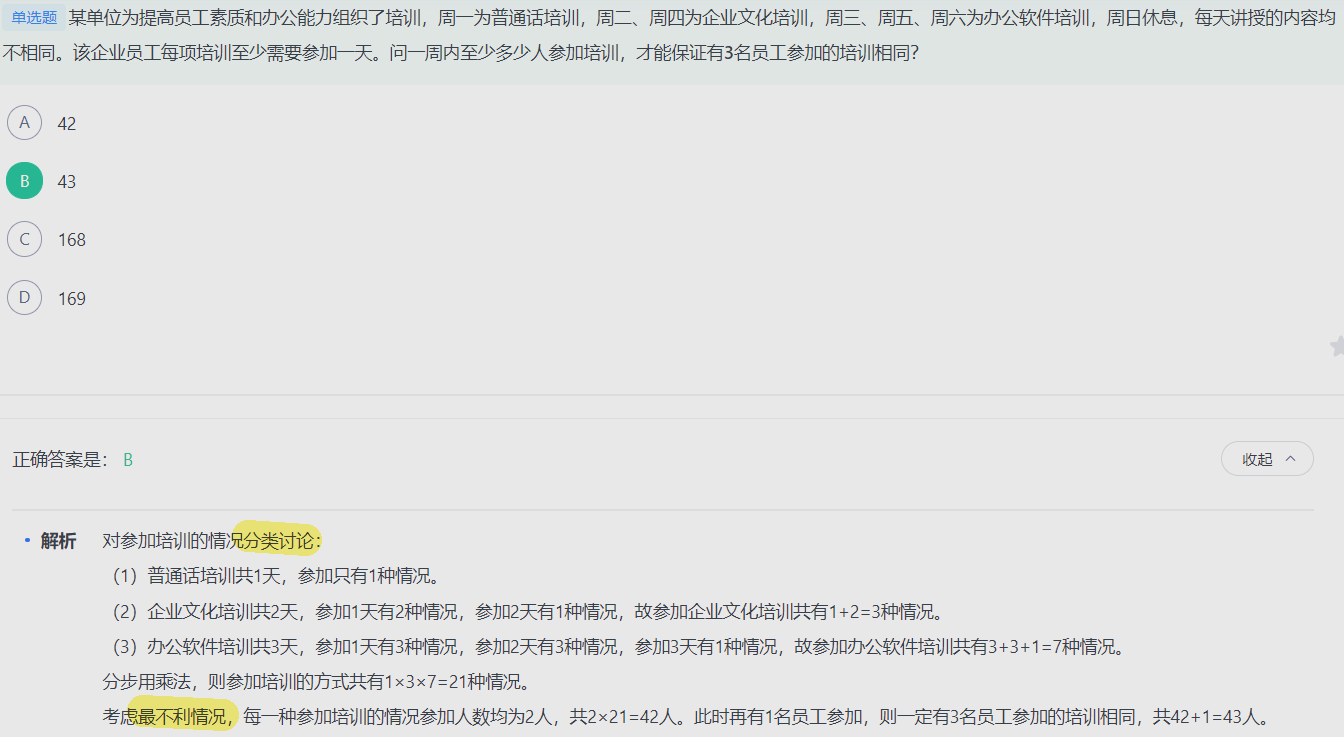 单选题 某单位为提高员工素质和办公能力组织了培训，周一为普通话培训，周二、周四为企业文化培训，周三、周五、周六为办公软件培训，周日休息，每天讲授的内容均
不相同。该企业员工每项培训至少需要参加一天。问一周内至少多少人参加培训，才能保证有3名员工参加的培训相同？
A 42
B 43
C 168
D 169
正确答案是： B
收起
• 解析 对参加培训的情况分类讨论：
（1）普通话培训共1天，参加只有1种情况。
（2）企业文化培训共2天，参加1天有2种情况，参加2天有1种情况，故参加企业文化培训共有1+2=3种情况。
（3）办公软件培训共3天，参加1天有3种情况，参加2天有3种情况，参加3天有1种情况，故参加办公软件培训共有3+3+1=7种情况。
分步用乘法，则参加培训的方式共有1×3×7=21种情况。
考虑最不利情况，每一种参加培训的情况参加人数均为2人，共2×21=42人。此时再有1名员工参加，则一定有3名员工参加的培训相同，共42+1=43人。